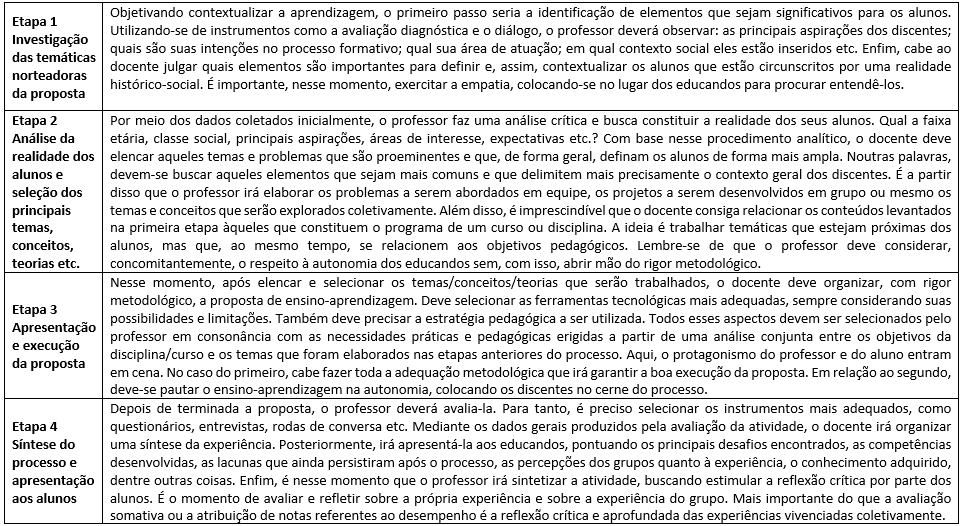 Etapa 1
Investigação
das temáticas
norteadoras
da proposta
Objetivando contextualizar a aprendizagem, o primeiro passo seria a identificação de elementos que sejam significativos para os alunos.
Utilizando-se de instrumentos como a avaliação diagnóstica e o diálogo, o professor deverá observar: as principais aspirações dos discentes;
quais são suas intenções no processo formativo; qual sua área de atuação; em qual contexto social eles estão inseridos etc. Enfim, cabe ao
docente julgar quais elementos são importantes para definir e, assim, contextualizar os alunos que estão circunscritos por uma realidade
histórico-social. É importante, nesse momento, exercitar a empatia, colocando-se no lugar dos educandos para procurar entendê-los.
Etapa 2
Análise da
realidade dos
alunos e
seleção dos
principais
temas,
conceitos,
teorias etc.
Por meio dos dados coletados inicialmente, o professor faz uma análise crítica e busca constituir a realidade dos seus alunos. Qual a faixa
etária, classe social, principais aspirações, áreas de interesse, expectativas etc.? Com base nesse procedimento analítico, o docente deve
elencar aqueles temas e problemas que são proeminentes e que, de forma geral, definam os alunos de forma mais ampla. Noutras palavras,
devem-se buscar aqueles elementos que sejam mais comuns e que delimitem mais precisamente o contexto geral dos discentes. É a partir
disso que o professor irá elaborar os problemas a serem abordados em equipe, os projetos a serem desenvolvidos em grupo ou mesmo os
temas e conceitos que serão explorados coletivamente. Além disso, é imprescindível que o docente consiga relacionar os conteúdos levantados
na primeira etapa àqueles que constituem o programa de um curso ou disciplina. A ideia é trabalhar temáticas que estejam próximas dos
alunos, mas que, ao mesmo tempo, se relacionem aos objetivos pedagógicos. Lembre-se de que o professor deve considerar,
concomitantemente, o respeito à autonomia dos educandos sem, com isso, abrir mão do rigor metodológico.
Etapa 3
Apresentação
e execução
da proposta
Nesse momento, após elencar e selecionar os temas/conceitos/teorias que serão trabalhados, o docente deve organizar, com rigor
metodológico, a proposta de ensino-aprendizagem. Deve selecionar as ferramentas tecnológicas mais adequadas, sempre considerando suas
possibilidades e limitações. Também deve precisar a estratégia pedagógica a ser utilizada. Todos esses aspectos devem ser selecionados pelo
professor em consonância com as necessidades práticas e pedagógicas erigidas a partir de uma análise conjunta entre os objetivos da
disciplina/curso e os temas que foram elaborados nas etapas anteriores do processo. Aqui, o protagonismo do professor e do aluno entram
em cena. No caso do primeiro, cabe fazer toda a adequação metodológica que irá garantir a boa execução da proposta. Em relação ao segundo,
deve-se pautar o ensino-aprendizagem na autonomia, colocando os discentes no cerne do processo.
Etapa 4
Síntese do
processo e
apresentação
aos alunos
Depois de terminada a proposta, o professor deverá avalia-la. Para tanto, é preciso selecionar os instrumentos mais adequados, como
questionários, entrevistas, rodas de conversa etc. Mediante os dados gerais produzidos pela avaliação da atividade, o docente irá organizar
uma síntese da experiência. Posteriormente, irá apresentá-la aos educandos, pontuando os principais desafios encontrados, as competências
desenvolvidas, as lacunas que ainda persistiram após o processo, as percepções dos grupos quanto à experiência, o conhecimento adquirido,
dentre outras coisas. Enfim, é nesse momento que o professor irá sintetizar a atividade, buscando estimular a reflexão crítica por parte dos
alunos. É o momento de avaliar e refletir sobre a própria experiência e sobre a experiência do grupo. Mais importante do que a avaliação
somativa ou a atribuição de notas referentes ao desempenho é a reflexão crítica e aprofundada das experiências vivenciadas coletivamente.